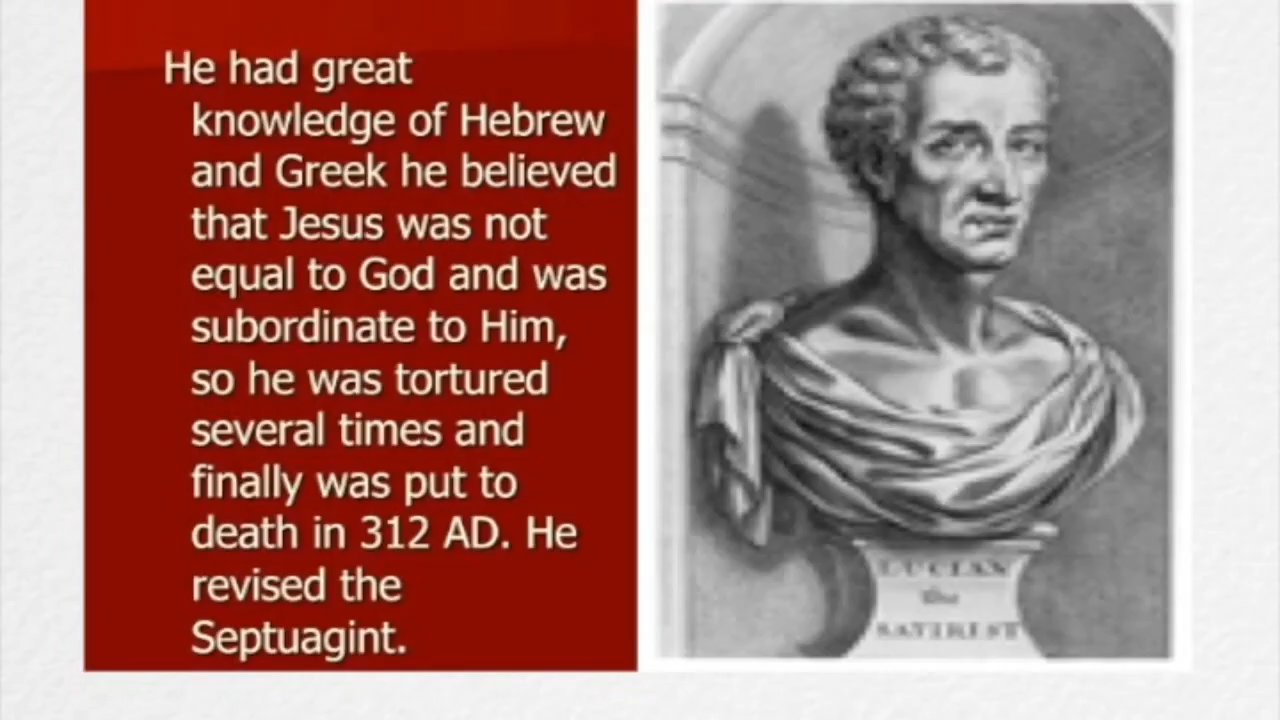 He had great
knowledge of Hebrew
and Greek he believed
that Jesus was not
equal to God and was
subordinate to Him,
so he was tortured
several times and
finally was put to
death in 312 AD. He
revised the
Septuagint.
LUCIAN
the
SATIRIST